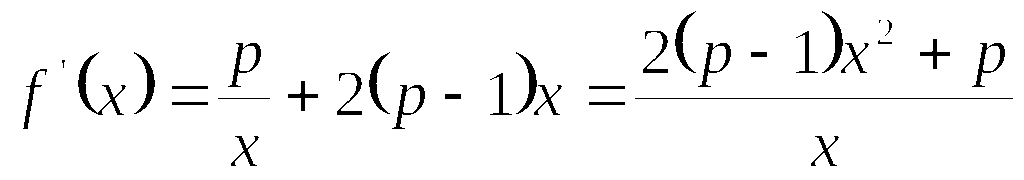 f'(x) = p/x + 2(p - 1)x = (2(p - 1)x² + p)/x